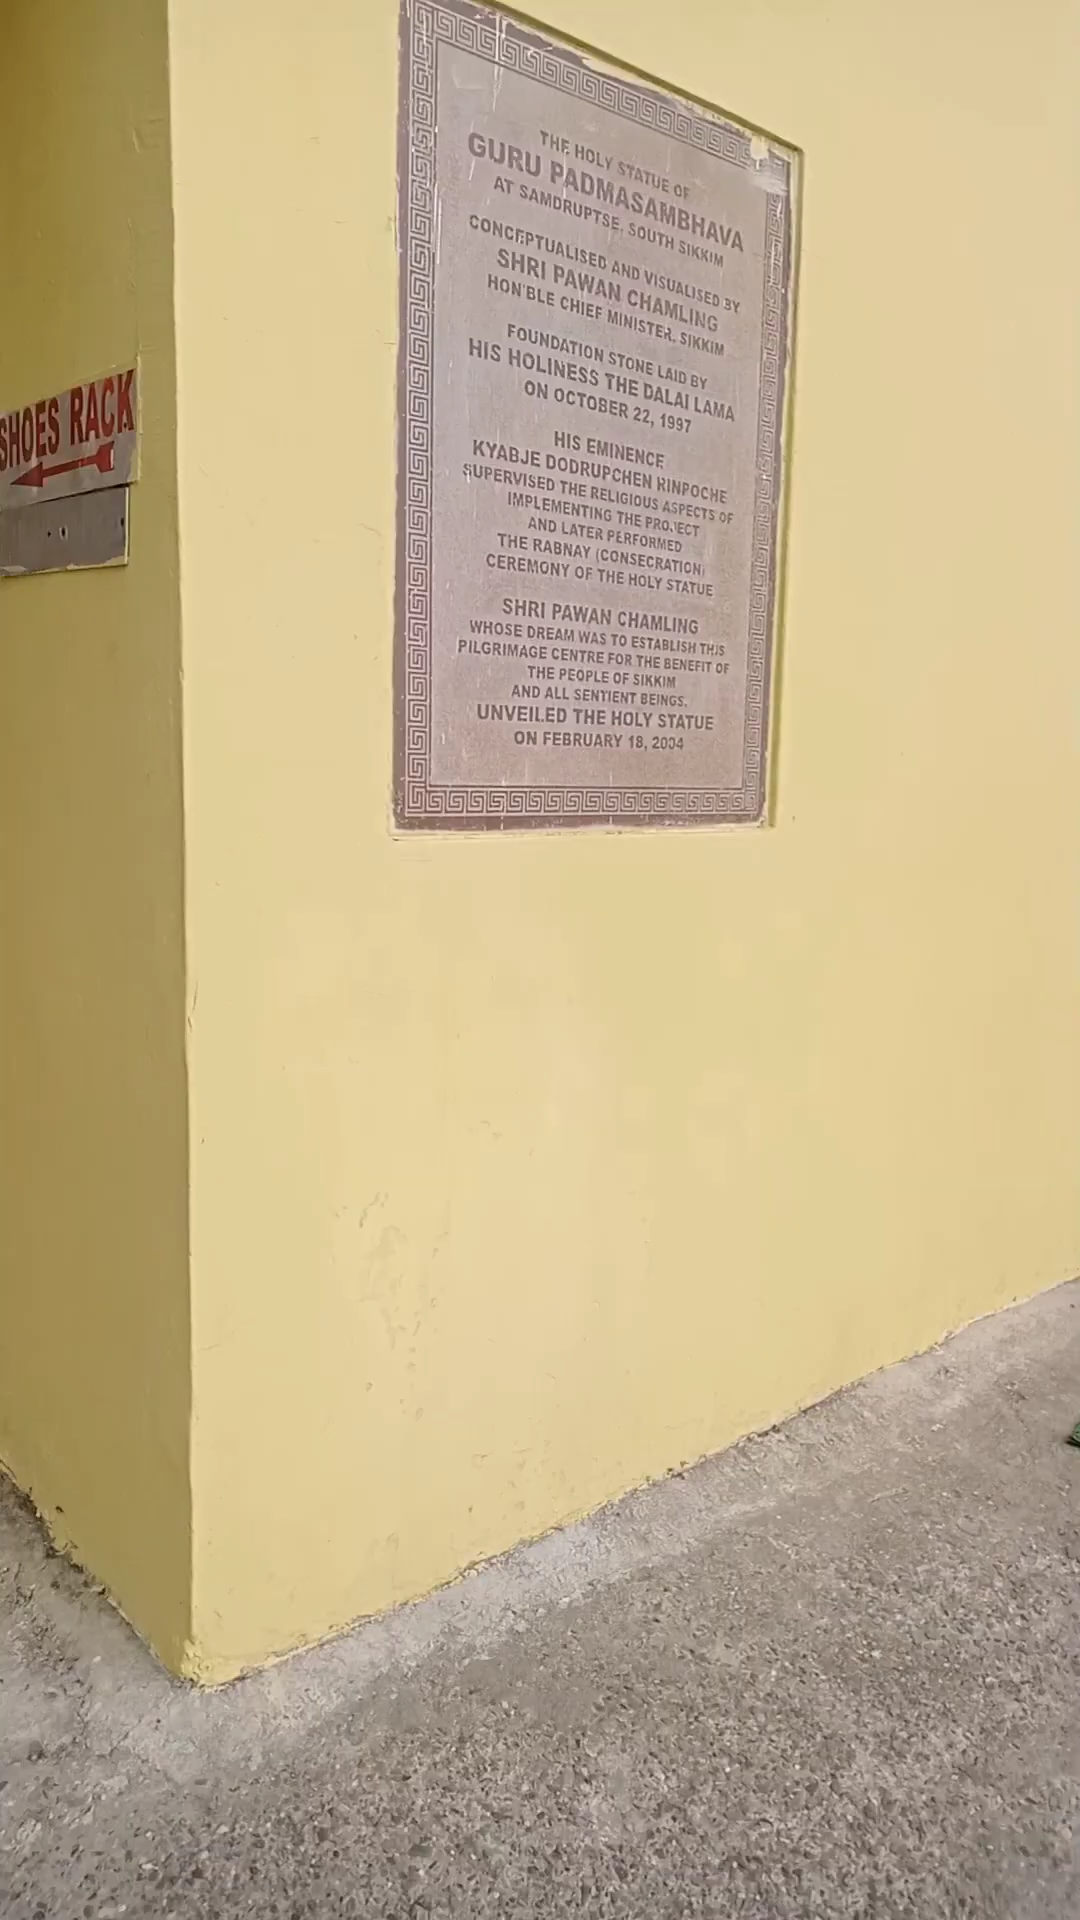 THE HOLY STATUE OF
GURU PADMASAMBHAVA
AT SAMDRUPTSE, SOUTH SIKKIM
CONCEPTUALISED AND VISUALISED BY
SHRI PAWAN CHAMLING
HON'BLE CHIEF MINISTER, SIKKIM
FOUNDATION STONE LAID BY
HIS HOLINESS THE DALAI LAMA
ON OCTOBER 22, 1997
HIS EMINENCE
KYABJE DODRUPCHEN RINPOCHE
SUPERVISED THE RELIGIOUS ASPECTS OF
IMPLEMENTING THE PROJECT
AND LATER PERFORMED
THE RABNAY (CONSECRATION)
CEREMONY OF THE HOLY STATUE
SHRI PAWAN CHAMLING
WHOSE DREAM WAS TO ESTABLISH THIS
PILGRIMAGE CENTRE FOR THE BENEFIT OF
THE PEOPLE OF SIKKIM
AND ALL SENTIENT BEINGS,
UNVEILED THE HOLY STATUE
ON FEBRUARY 18, 2004
SHOES RACK